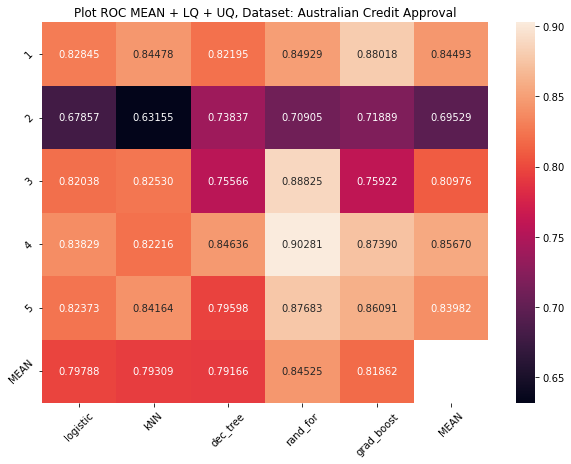 Plot ROC MEAN + LQ + UQ, Dataset: Australian Credit Approval
1 0.82845 0.84478 0.82195 0.84929 0.88018 0.84493
2 0.67857 0.63155 0.73837 0.70905 0.71889 0.69529
3 0.82038 0.82530 0.75566 0.88825 0.75922 0.80976
4 0.83829 0.82216 0.84636 0.90281 0.87390 0.85670
5 0.82373 0.84164 0.79598 0.87683 0.86091 0.83982
MEAN 0.79788 0.79309 0.79166 0.84525 0.81862
logistic kNN dec_tree rand_for grad_boost MEAN
0.90
0.85
0.80
0.75
0.70
0.65